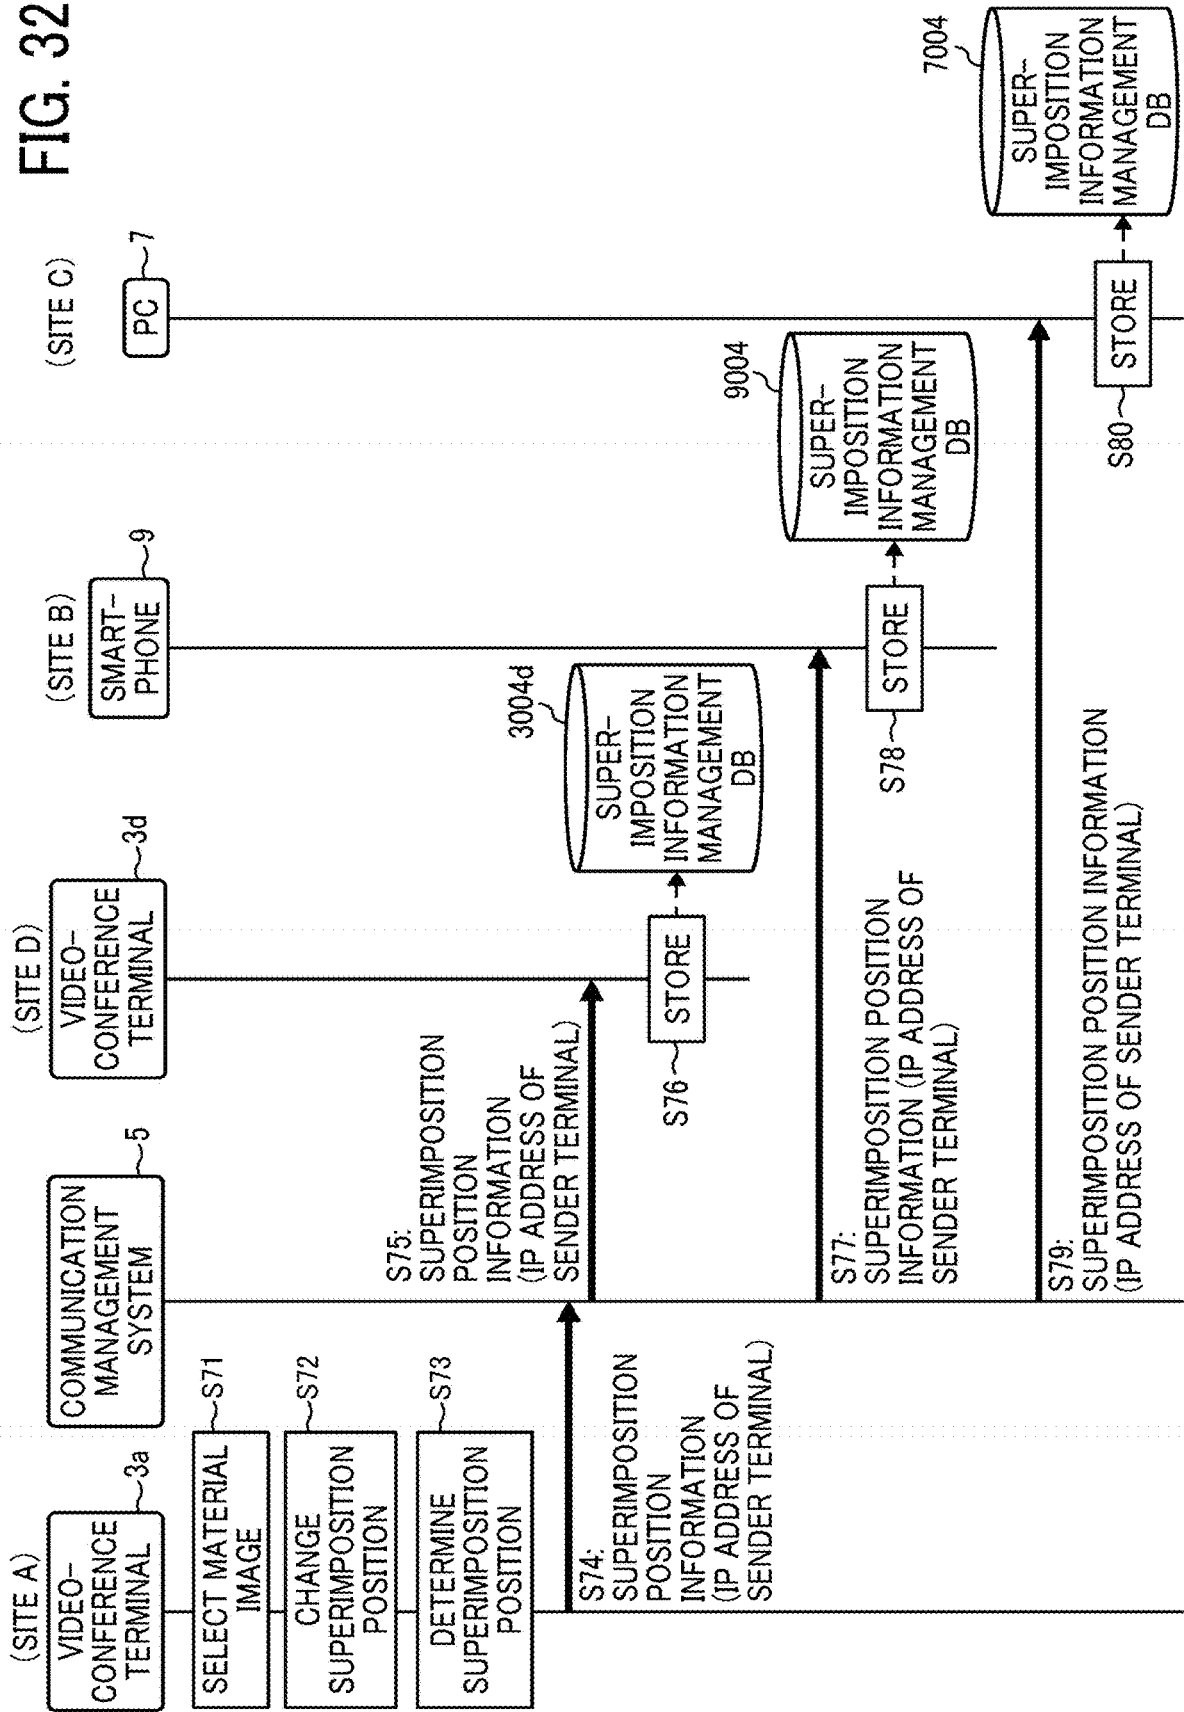 FIG. 32
(SITE A)
VIDEO-
CONFERENCE
TERMINAL
3a
COMMUNICATION
MANAGEMENT
SYSTEM
5
(SITE D)
VIDEO-
CONFERENCE
TERMINAL
3d
(SITE B)
SMART-
PHONE
9
(SITE C)
PC
7
SELECT MATERIAL
IMAGE
S71
CHANGE
SUPERIMPOSITION
POSITION
S72
DETERMINE
SUPERIMPOSITION
POSITION
S73
S74:
SUPERIMPOSITION
POSITION
INFORMATION
(IP ADDRESS OF
SENDER TERMINAL)
S75:
SUPERIMPOSITION
POSITION
INFORMATION
(IP ADDRESS OF
SENDER TERMINAL)
S76
STORE
3004d
SUPER-
IMPOSITION
INFORMATION
MANAGEMENT
DB
S77:
SUPERIMPOSITION POSITION
INFORMATION (IP ADDRESS OF
SENDER TERMINAL)
S78
STORE
9004
SUPER-
IMPOSITION
INFORMATION
MANAGEMENT
DB
S79:
SUPERIMPOSITION POSITION INFORMATION
(IP ADDRESS OF SENDER TERMINAL)
S80
STORE
7004
SUPER-
IMPOSITION
INFORMATION
MANAGEMENT
DB